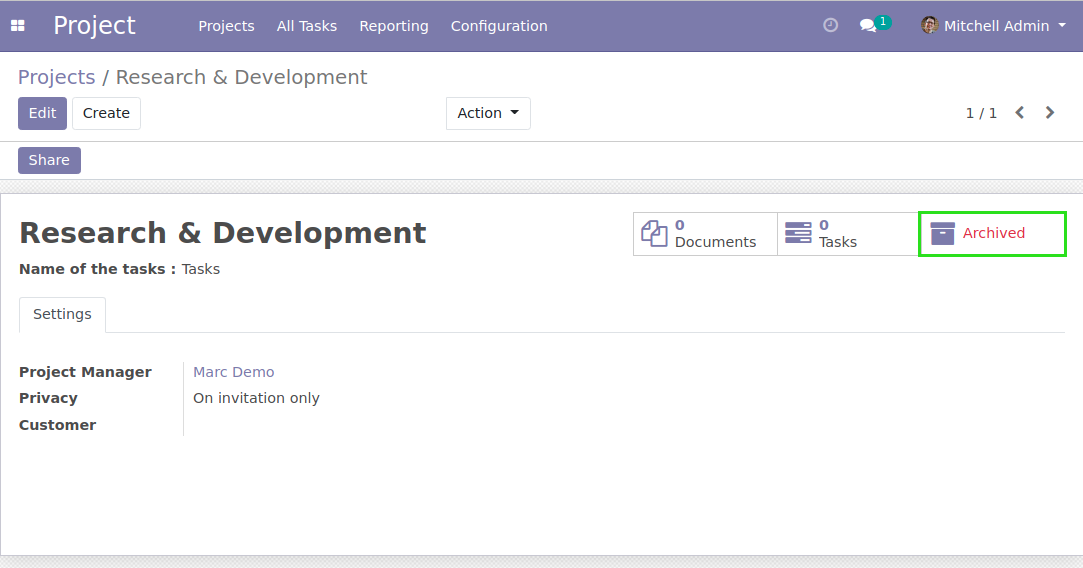 Project Projects All Tasks Reporting Configuration 1 Mitchell Admin
Projects / Research & Development
Edit Create Action 1 / 1
Share
Research & Development
0 Documents
0 Tasks
Archived
Name of the tasks : Tasks
Settings
Project Manager Marc Demo
Privacy On invitation only
Customer